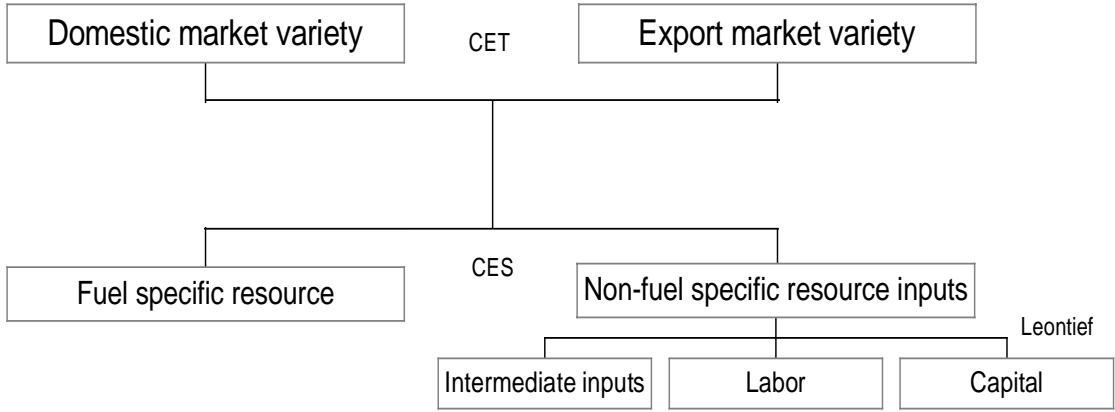 Domestic market variety
CET
Export market variety
Fuel specific resource
CES
Non-fuel specific resource inputs
Leontief
Intermediate inputs
Labor
Capital